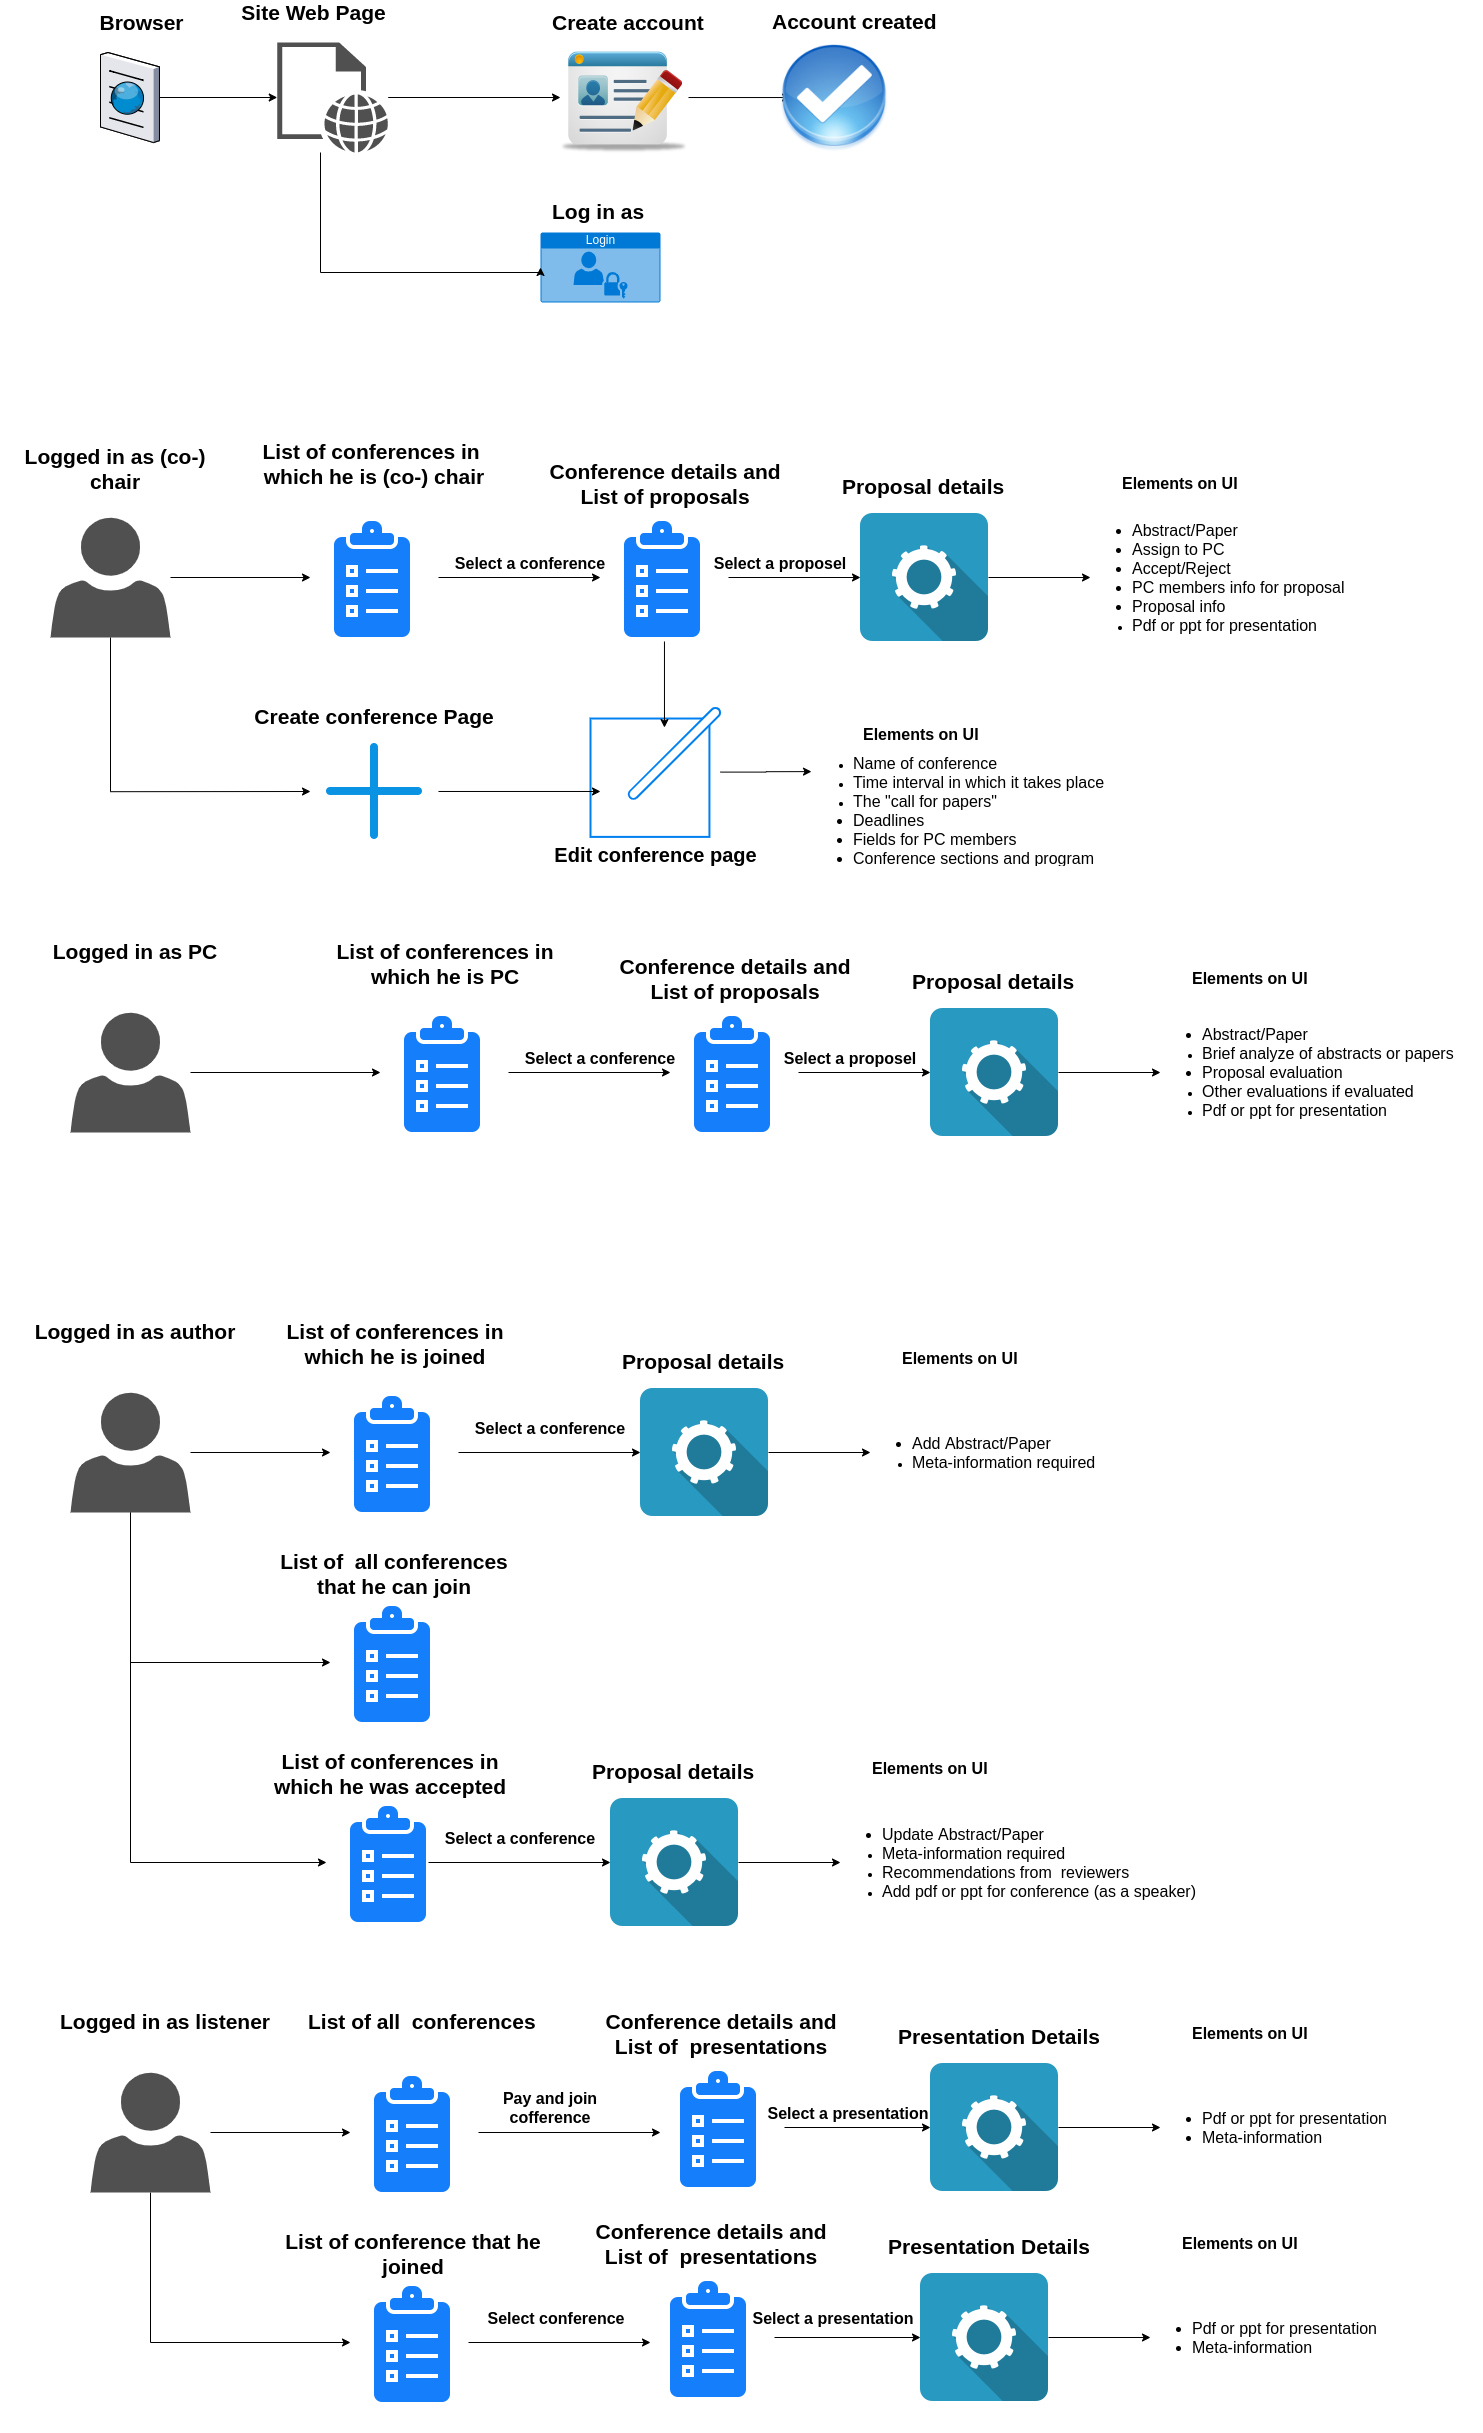 Browser
Site Web Page
Create account
Account created
Log in as
Login
Logged in as (co-)
chair
List of conferences in
which he is (co-) chair
Conference details and
List of proposals
Proposal details
Elements on UI
Select a conference
Select a proposel
• Abstract/Paper
• Assign to PC
• Accept/Reject
• PC members info for proposal
• Proposal info
• Pdf or ppt for presentation
Create conference Page
Edit conference page
Elements on UI
• Name of conference
• Time interval in which it takes place
• The "call for papers"
• Deadlines
• Fields for PC members
• Conference sections and program
Logged in as PC
List of conferences in
which he is PC
Conference details and
List of proposals
Proposal details
Elements on UI
Select a conference
Select a proposel
• Abstract/Paper
• Brief analyze of abstracts or papers
• Proposal evaluation
• Other evaluations if evaluated
• Pdf or ppt for presentation
Logged in as author
List of conferences in
which he is joined
Proposal details
Elements on UI
Select a conference
• Add Abstract/Paper
• Meta-information required
List of  all conferences
that he can join
List of conferences in
which he was accepted
Proposal details
Elements on UI
Select a conference
• Update Abstract/Paper
• Meta-information required
• Recommendations from  reviewers
• Add pdf or ppt for conference (as a speaker)
Logged in as listener
List of all  conferences
Conference details and
List of  presentations
Presentation Details
Elements on UI
Pay and join
cofference
Select a presentation
• Pdf or ppt for presentation
• Meta-information
List of conference that he
joined
Conference details and
List of  presentations
Presentation Details
Elements on UI
Select conference
Select a presentation
• Pdf or ppt for presentation
• Meta-information